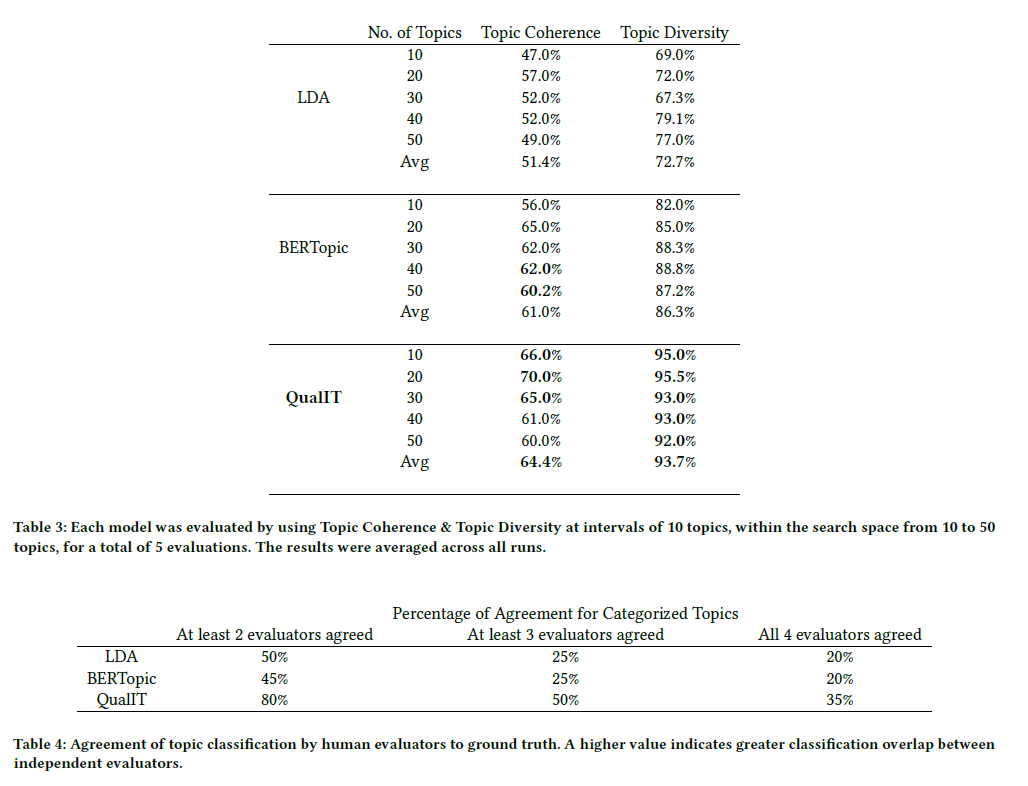 No. of Topics Topic Coherence Topic Diversity
10 47.0% 69.0%
20 57.0% 72.0%
LDA 30 52.0% 67.3%
40 52.0% 79.1%
50 49.0% 77.0%
Avg 51.4% 72.7%
10 56.0% 82.0%
20 65.0% 85.0%
BERTopic 30 62.0% 88.3%
40 62.0% 88.8%
50 60.2% 87.2%
Avg 61.0% 86.3%
10 66.0% 95.0%
20 70.0% 95.5%
QualIT 30 65.0% 93.0%
40 61.0% 93.0%
50 60.0% 92.0%
Avg 64.4% 93.7%
Table 3: Each model was evaluated by using Topic Coherence & Topic Diversity at intervals of 10 topics, within the search space from 10 to 50
topics, for a total of 5 evaluations. The results were averaged across all runs.
Percentage of Agreement for Categorized Topics
At least 2 evaluators agreed At least 3 evaluators agreed All 4 evaluators agreed
LDA 50% 25% 20%
BERTopic 45% 25% 20%
QualIT 80% 50% 35%
Table 4: Agreement of topic classification by human evaluators to ground truth. A higher value indicates greater classification overlap between
independent evaluators.